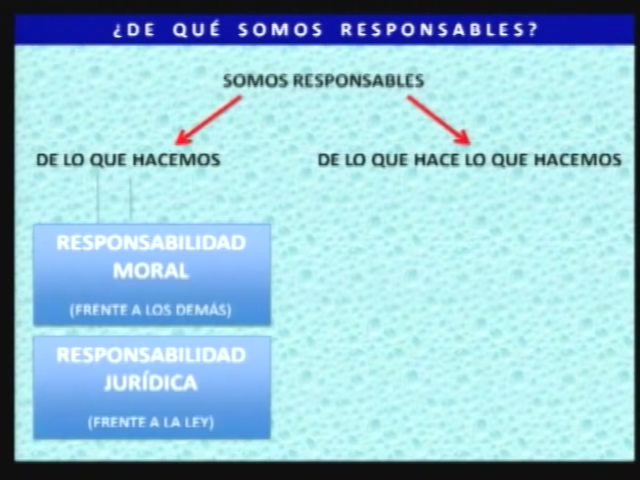 ¿DE QUÉ SOMOS RESPONSABLES?
SOMOS RESPONSABLES
DE LO QUE HACEMOS
DE LO QUE HACE LO QUE HACEMOS
RESPONSABILIDAD
MORAL
(FRENTE A LOS DEMÁS)
RESPONSABILIDAD
JURÍDICA
(FRENTE A LA LEY)